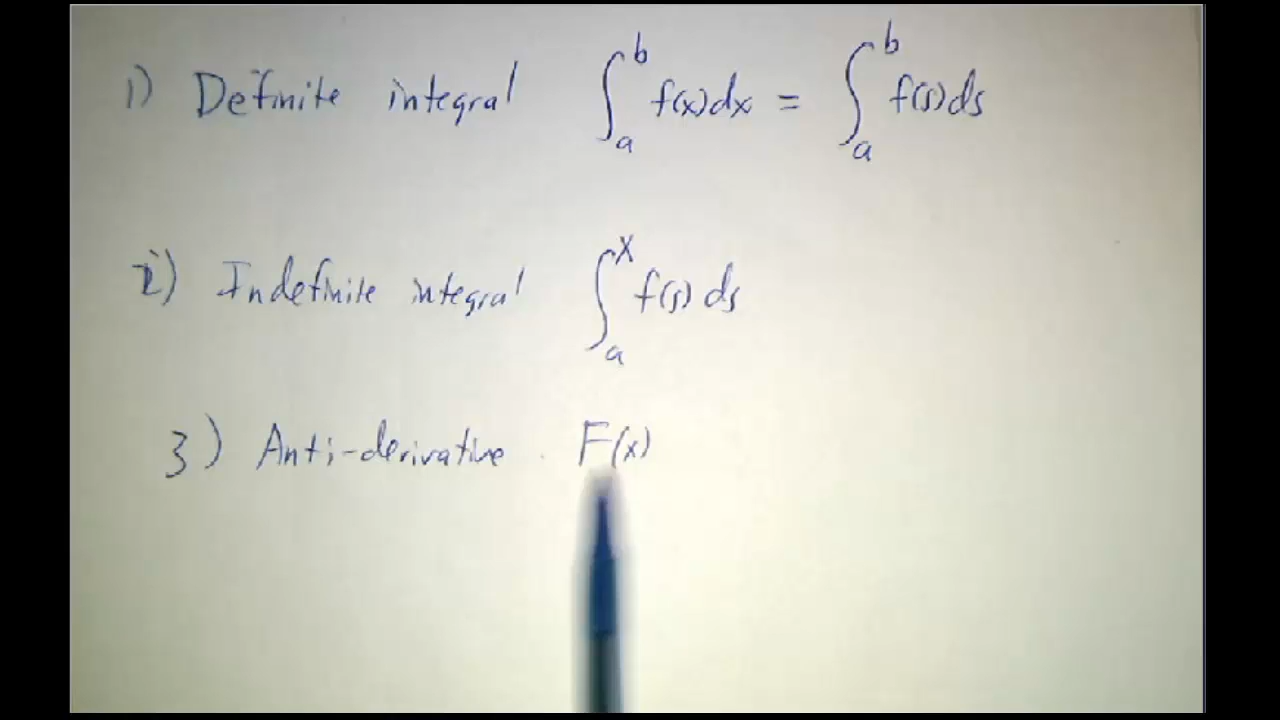 1) Definite integral ∫_a^b f(x)dx = ∫_a^b f(s)ds
2) Indefinite integral ∫_a^x f(s) ds
3) Anti-derivative F(x)